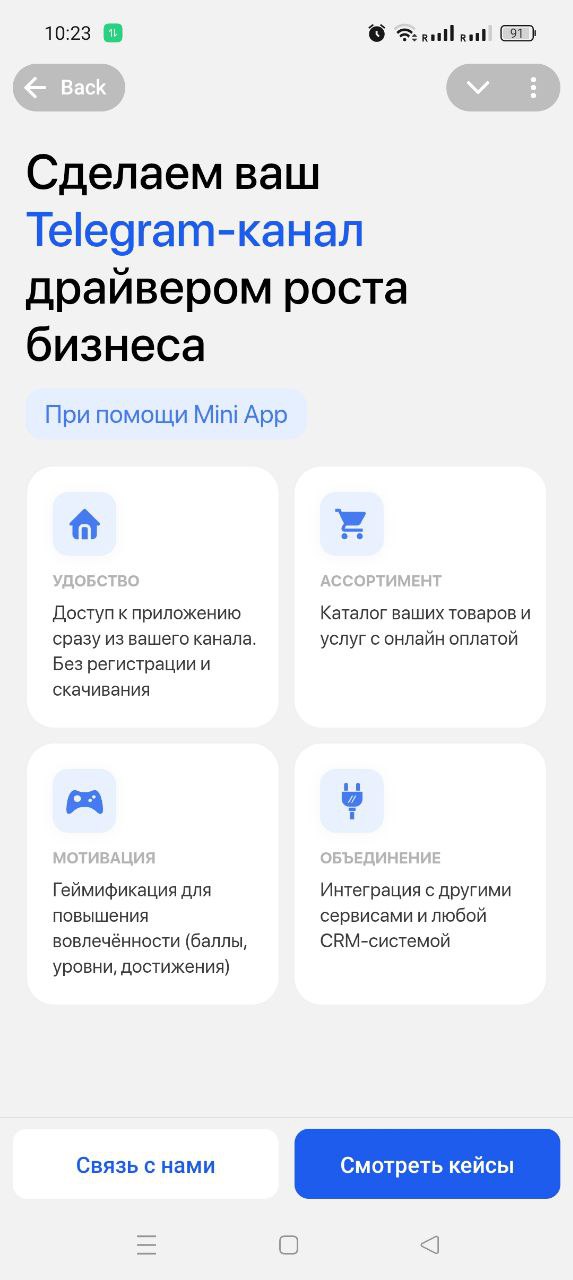 10:23
R
R
91
Back
Сделаем ваш
Telegram-канал
драйвером роста
бизнеса
При помощи Mini App
УДОБСТВО
Доступ к приложению
сразу из вашего канала.
Без регистрации и
скачивания
АССОРТИМЕНТ
Каталог ваших товаров и
услуг с онлайн оплатой
МОТИВАЦИЯ
Геймификация для
повышения
вовлечённости (баллы,
уровни, достижения)
ОБЪЕДИНЕНИЕ
Интеграция с другими
сервисами и любой
CRM-системой
Связь с нами
Смотреть кейсы